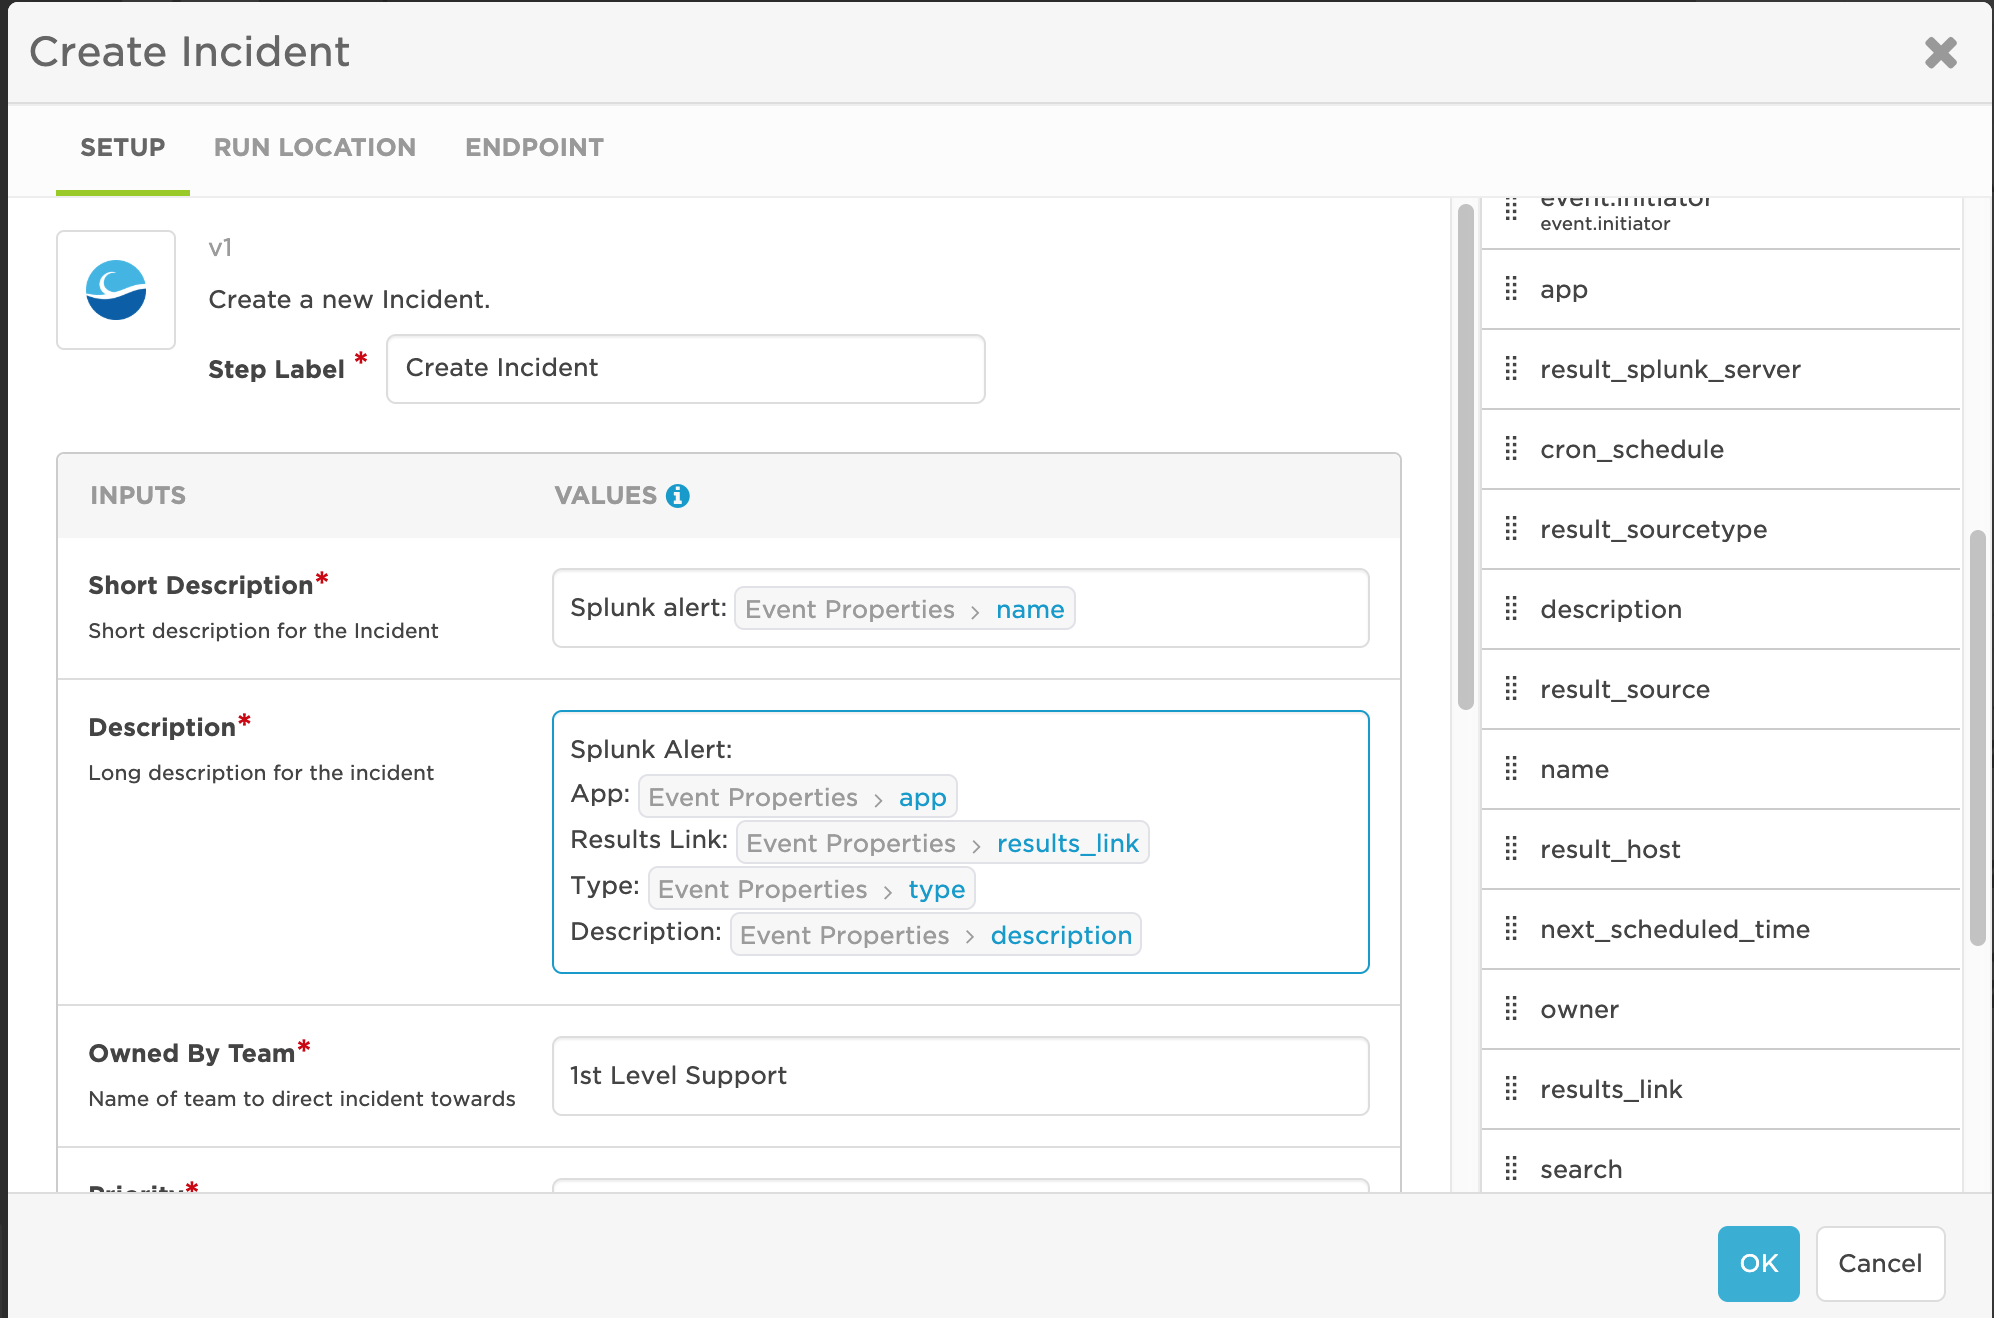 Create Incident
SETUP RUN LOCATION ENDPOINT
v1
Create a new Incident.
Step Label * Create Incident
INPUTS VALUES
Short Description*
Short description for the Incident
Splunk alert: Event Properties > name
Description*
Long description for the incident
Splunk Alert:
App: Event Properties > app
Results Link: Event Properties > results_link
Type: Event Properties > type
Description: Event Properties > description
Owned By Team*
Name of team to direct incident towards
1st Level Support
Priority*
event.initiator
event.initiator
app
result_splunk_server
cron_schedule
result_sourcetype
description
result_source
name
result_host
next_scheduled_time
owner
results_link
search
OK Cancel